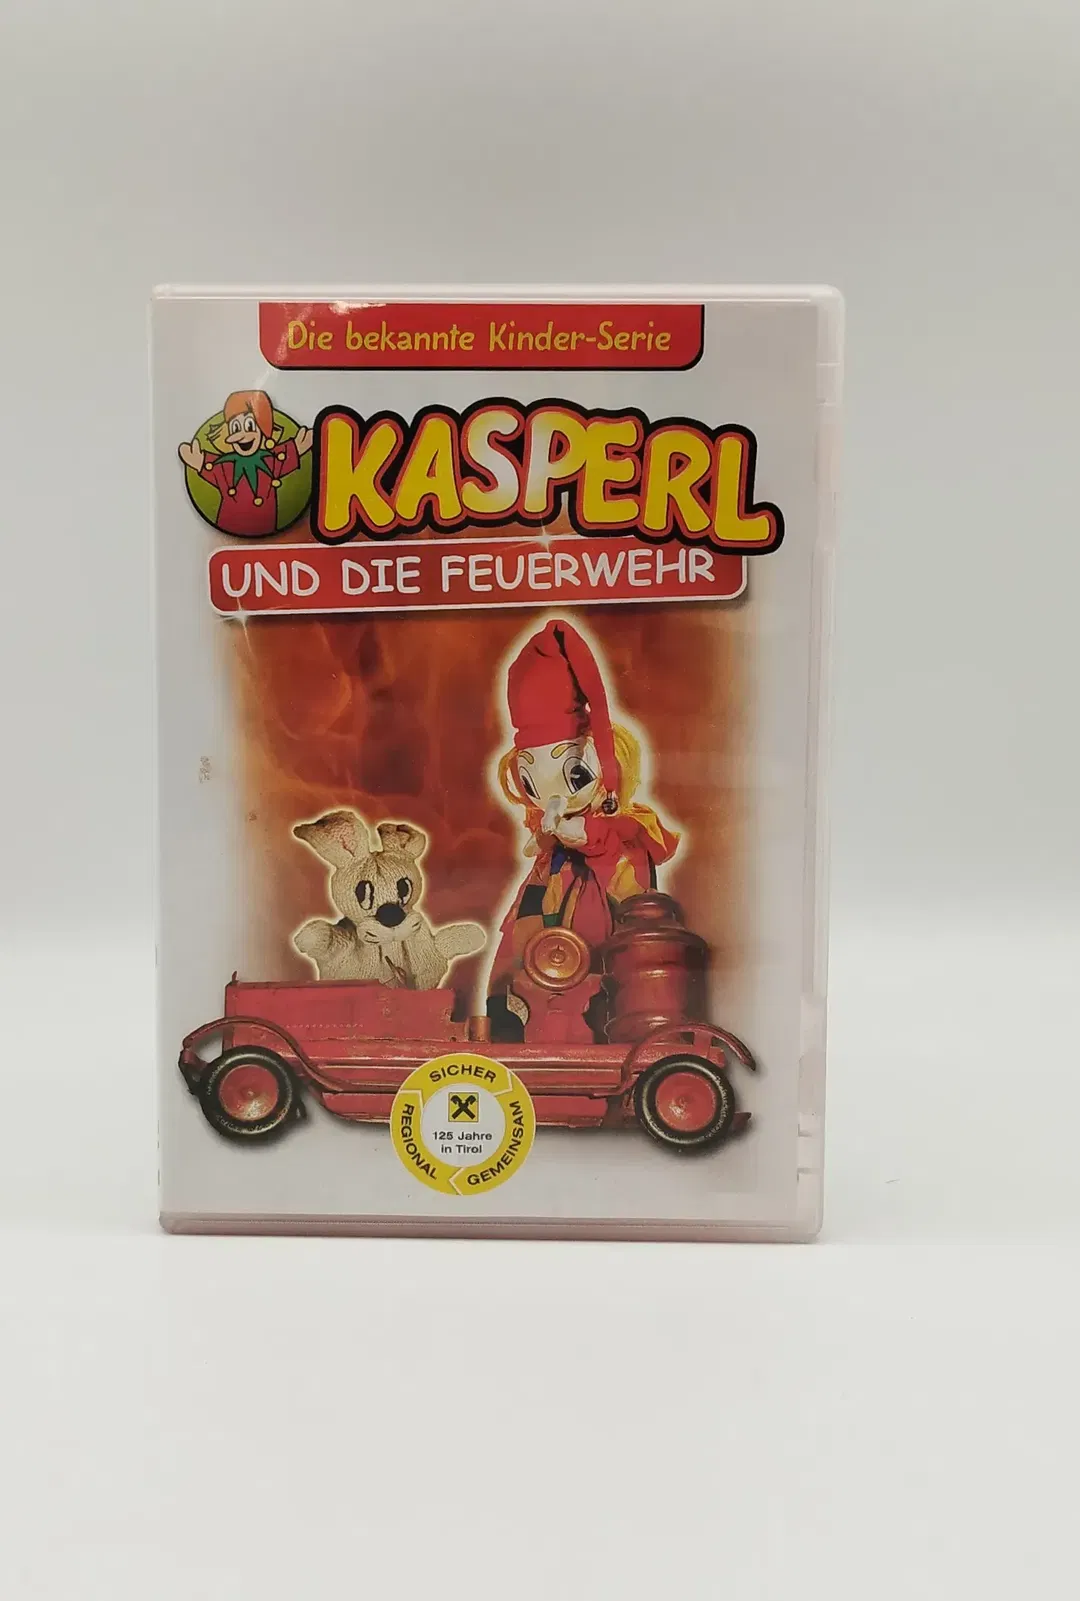 Die bekannte Kinder-Serie
KASPERL
UND DIE FEUERWEHR
SICHER
REGIONAL
GEMEINSAM
125 Jahre
in Tirol